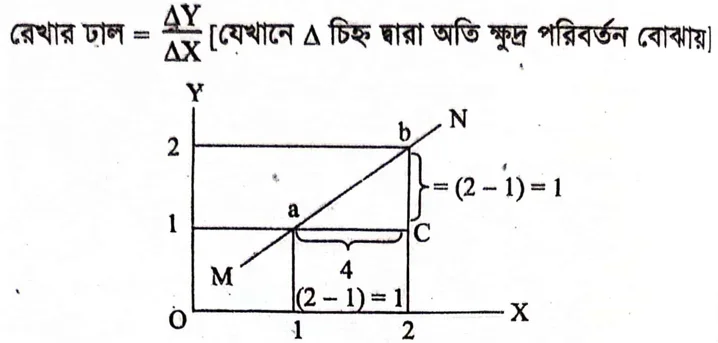 রেখার ঢাল = ΔY/ΔX [যেখানে Δ চিহ্ন দ্বারা অতি ক্ষুদ্র পরিবর্তন বোঝায়]
Y
N
b
2
= (2 − 1) = 1
a
1
C
4
M
(2 − 1) = 1
O
X
1
2